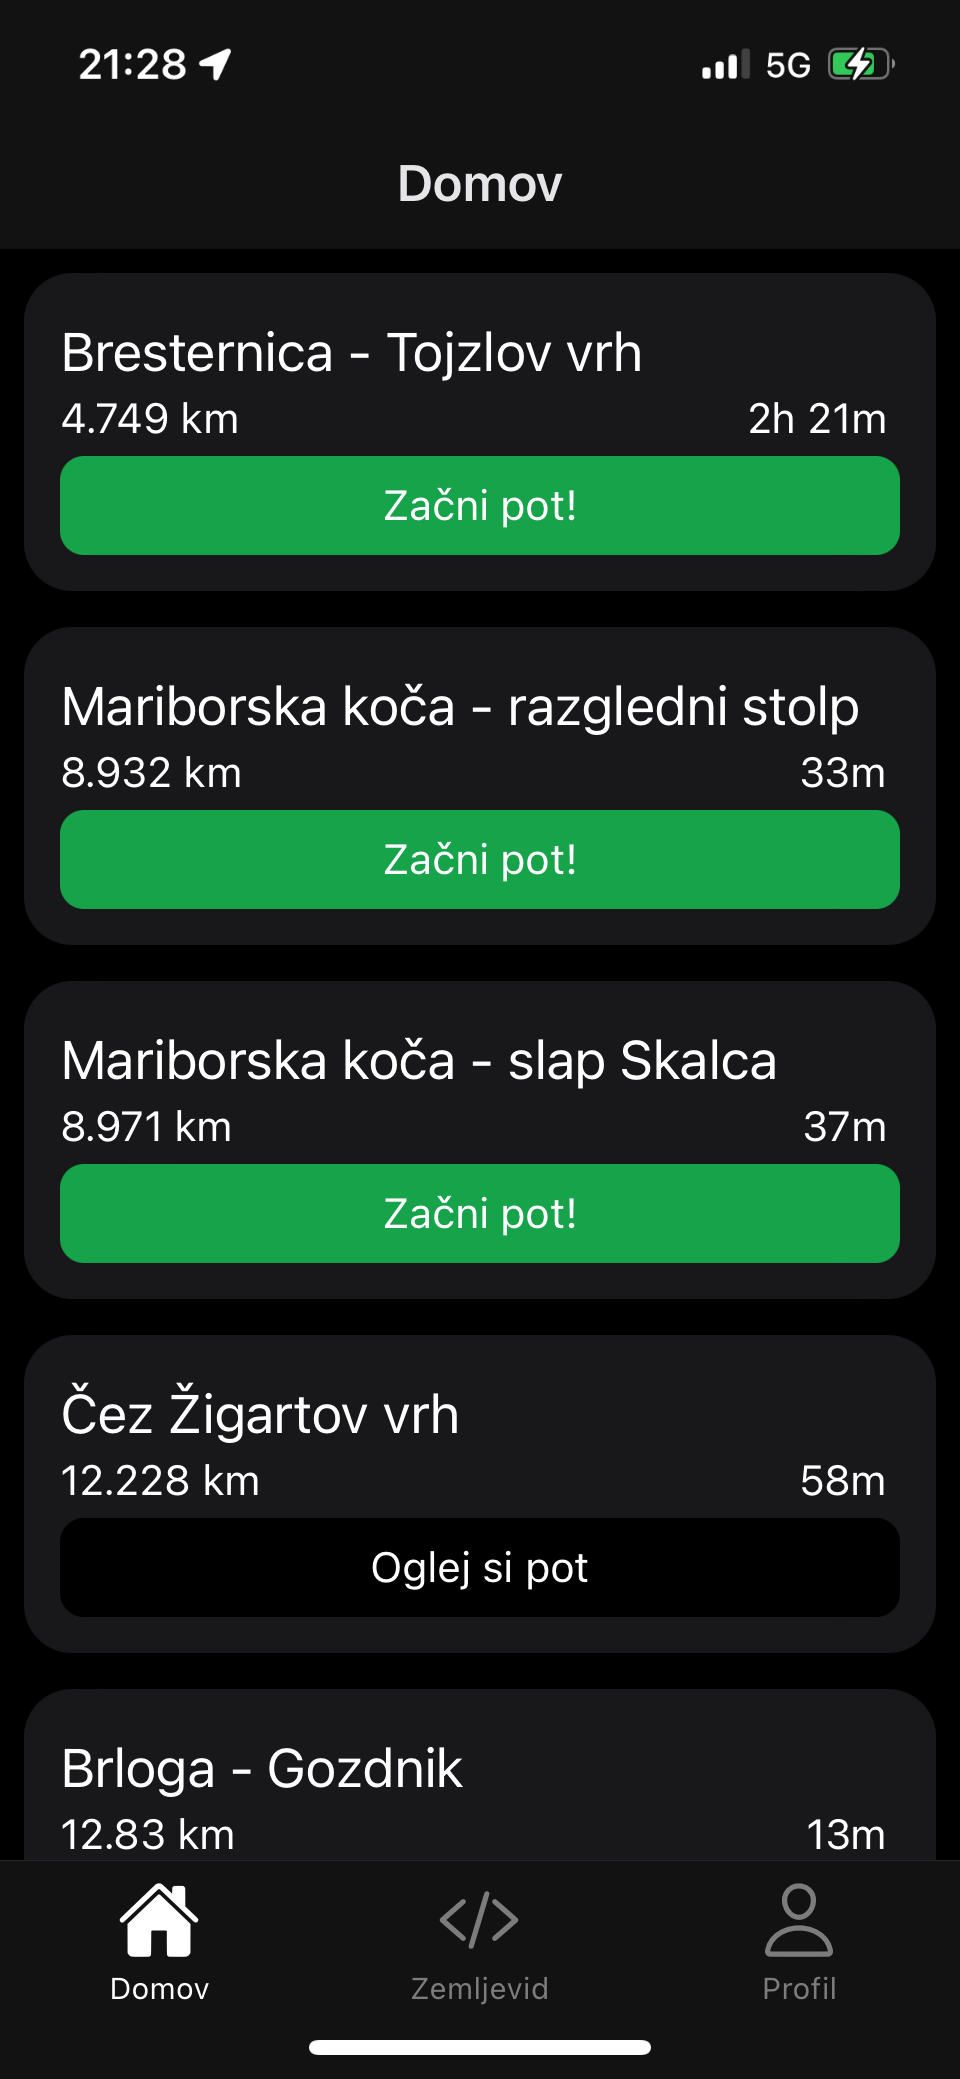 21:28
5G
Domov
Bresternica - Tojzlov vrh
4.749 km 2h 21m
Začni pot!
Mariborska koča - razgledni stolp
8.932 km 33m
Začni pot!
Mariborska koča - slap Skalca
8.971 km 37m
Začni pot!
Čez Žigartov vrh
12.228 km 58m
Oglej si pot
Brloga - Gozdnik
12.83 km 13m
Domov Zemljevid Profil